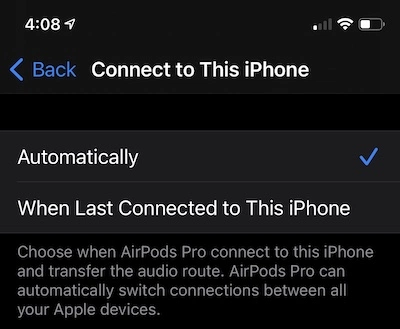 4:08
Back Connect to This iPhone
Automatically
When Last Connected to This iPhone
Choose when AirPods Pro connect to this iPhone
and transfer the audio route. AirPods Pro can
automatically switch connections between all
your Apple devices.